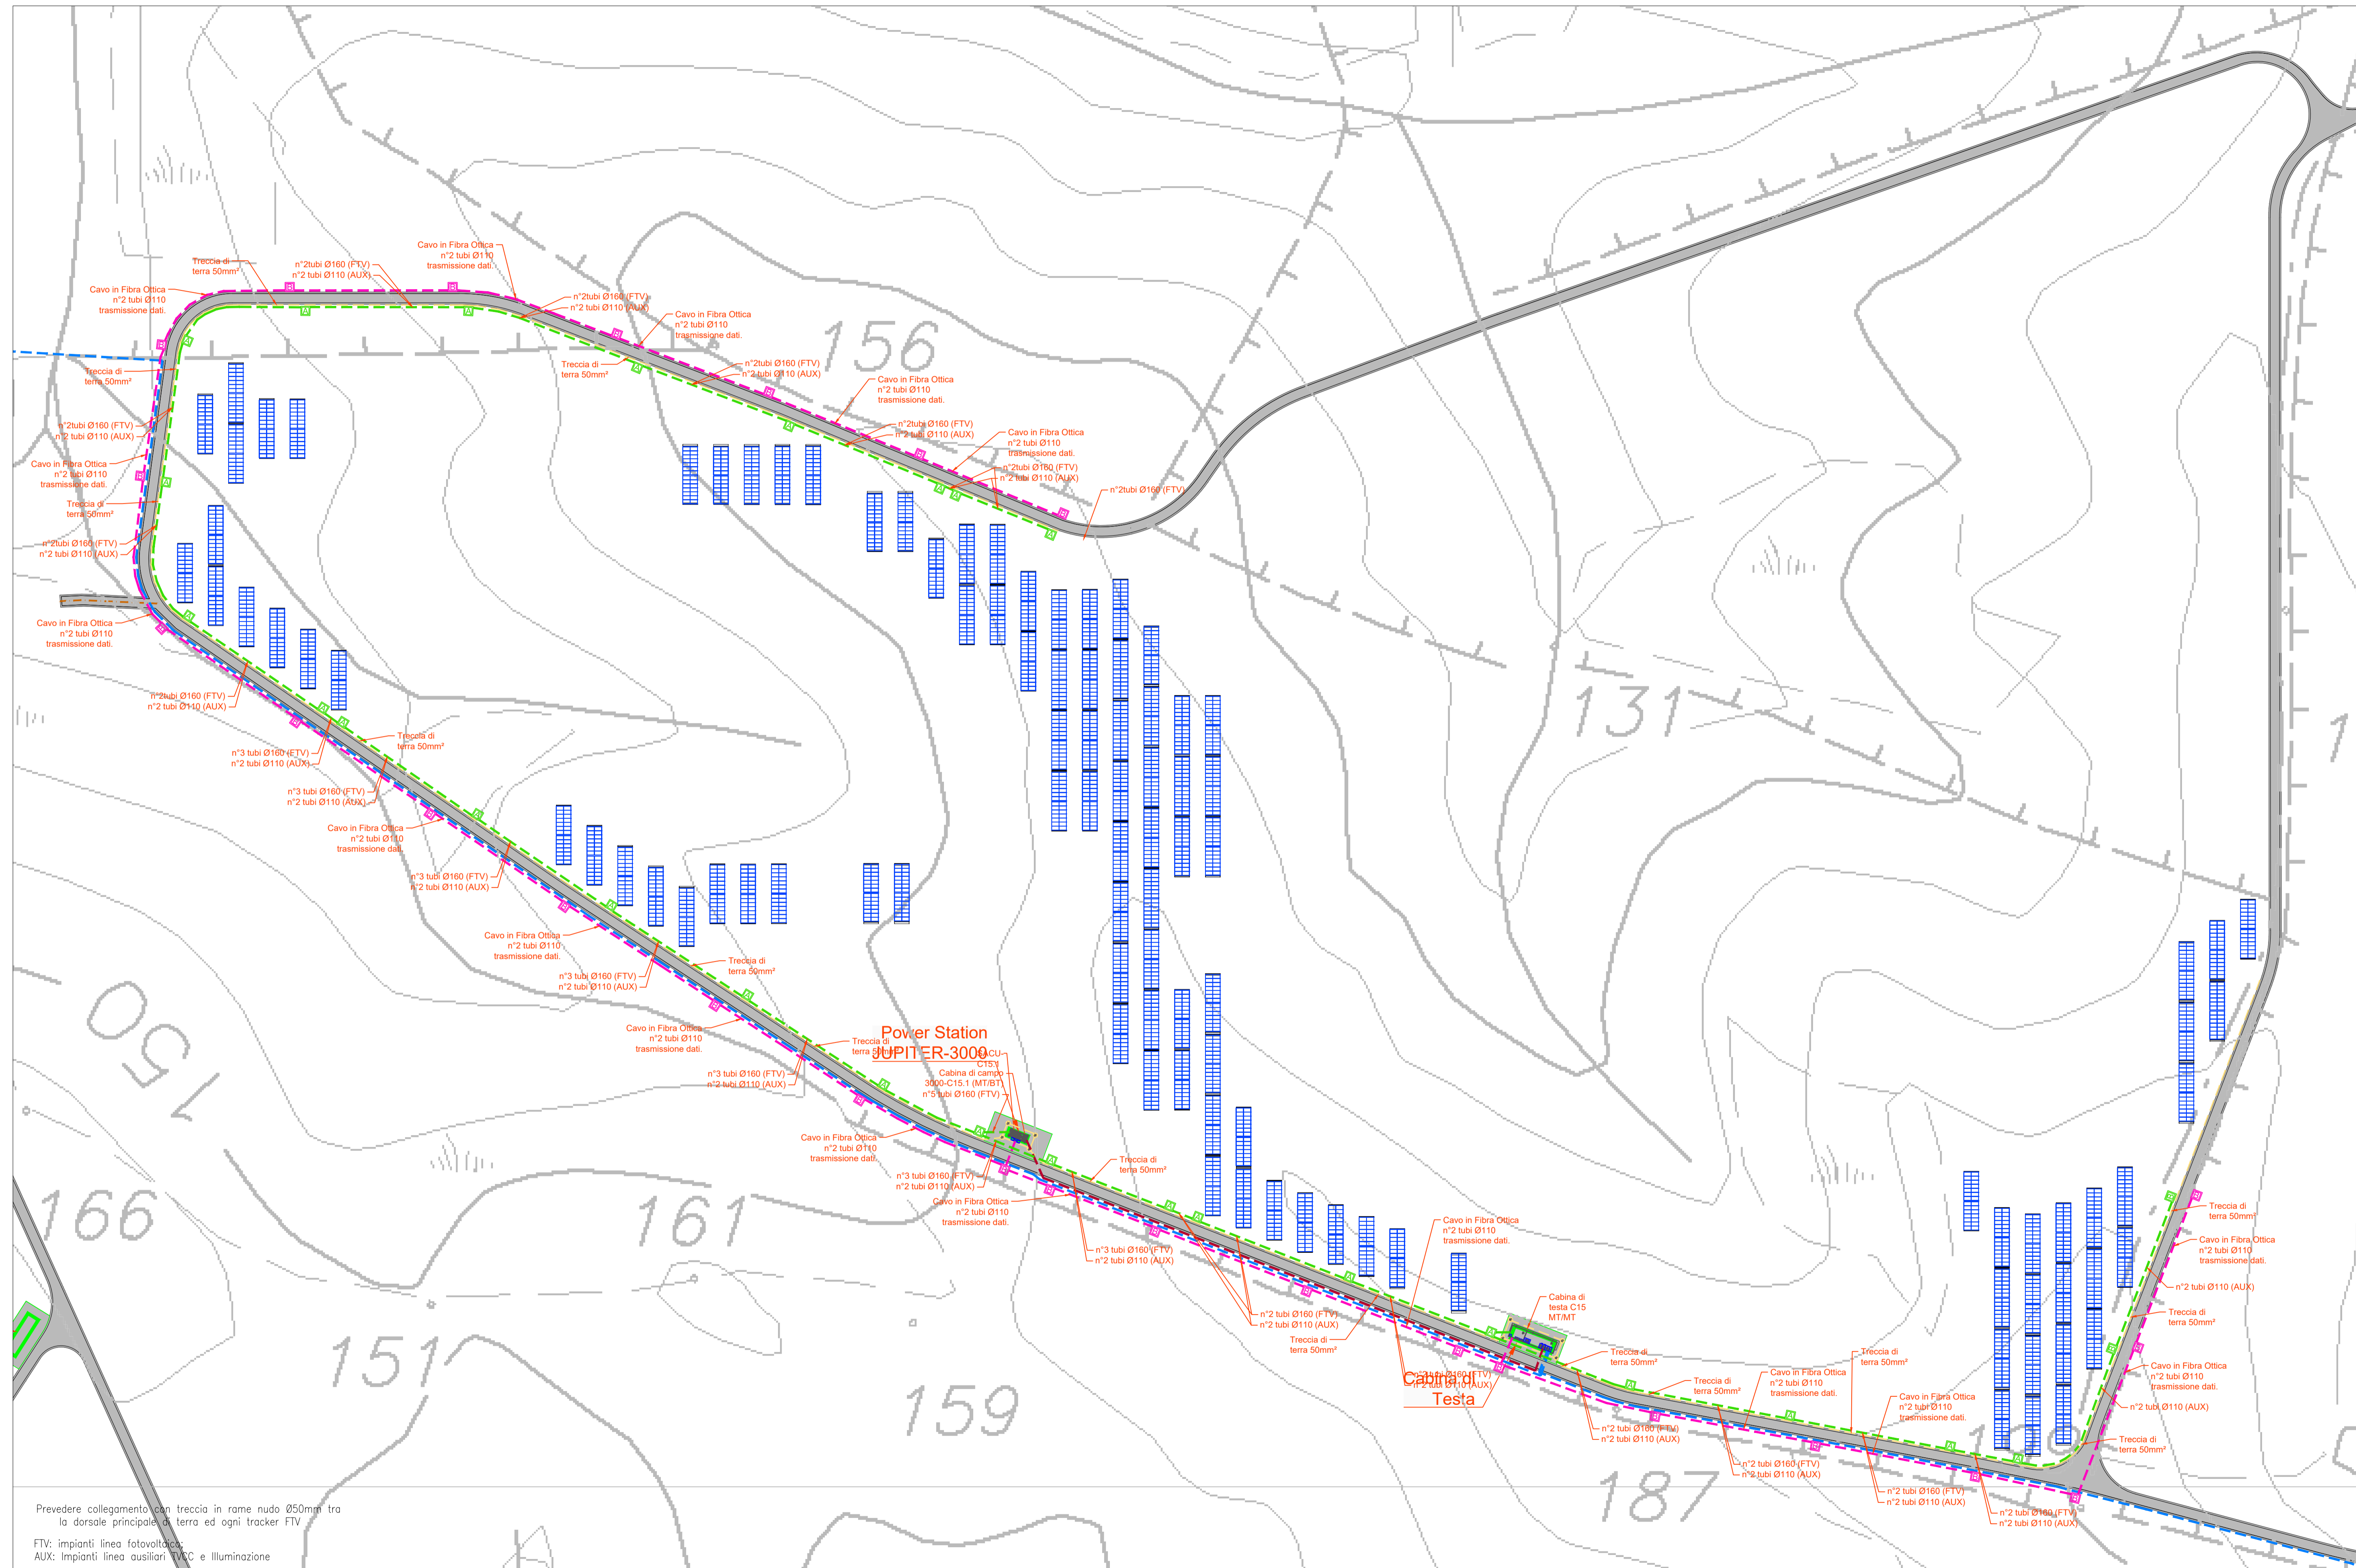 Cavo in Fibra Ottica
n°2 tubi Ø110
trasmissione dati.
Treccia di
terra 50mm²
n°2tubi Ø160 (FTV)
n°2 tubi Ø110 (AUX)
Cavo in Fibra Ottica
n°2 tubi Ø110
trasmissione dati.
n°2tubi Ø160 (FTV)
n°2 tubi Ø110 (AUX)
Cavo in Fibra Ottica
n°2 tubi Ø110
trasmissione dati.
156
Treccia di
terra 50mm²
Treccia di
terra 50mm²
n°2tubi Ø160 (FTV)
n°2 tubi Ø110 (AUX)
Cavo in Fibra Ottica
n°2 tubi Ø110
trasmissione dati.
n°2tubi Ø160 (FTV)
n°2 tubi Ø110 (AUX)
n°2tubi Ø160 (FTV)
n°2 tubi Ø110 (AUX)
Cavo in Fibra Ottica
n°2 tubi Ø110
trasmissione dati.
Cavo in Fibra Ottica
n°2 tubi Ø110
trasmissione dati.
n°2tubi Ø160 (FTV)
n°2 tubi Ø110 (AUX)
n°2tubi Ø160 (FTV)
Treccia di
terra 50mm²
n°2tubi Ø160 (FTV)
n°2 tubi Ø110 (AUX)
Cavo in Fibra Ottica
n°2 tubi Ø110
trasmissione dati.
n°2tubi Ø160 (FTV)
n°2 tubi Ø110 (AUX)
131
1
Treccia di
terra 50mm²
n°3 tubi Ø160 (FTV)
n°2 tubi Ø110 (AUX)
n°3 tubi Ø160 (FTV)
n°2 tubi Ø110 (AUX)
Cavo in Fibra Ottica
n°2 tubi Ø110
trasmissione dati.
n°3 tubi Ø160 (FTV)
n°2 tubi Ø110 (AUX)
Cavo in Fibra Ottica
n°2 tubi Ø110
trasmissione dati.
Treccia di
terra 50mm²
n°3 tubi Ø160 (FTV)
n°2 tubi Ø110 (AUX)
150
Cavo in Fibra Ottica
n°2 tubi Ø110
trasmissione dati.
Treccia di
terra 50mm²
Power Station
JUPITER-3000
C15.1
Cabina di campo
3000-C15.1 (MT/BT)
n°5 tubi Ø160 (FTV)
n°3 tubi Ø160 (FTV)
n°2 tubi Ø110 (AUX)
Cavo in Fibra Ottica
n°2 tubi Ø110
trasmissione dati.
Treccia di
terra 50mm²
n°3 tubi Ø160 (FTV)
n°2 tubi Ø110 (AUX)
Cavo in Fibra Ottica
n°2 tubi Ø110
trasmissione dati.
166
161
Treccia di
terra 50mm²
Cavo in Fibra Ottica
n°2 tubi Ø110
trasmissione dati.
Cavo in Fibra Ottica
n°2 tubi Ø110
trasmissione dati.
n°3 tubi Ø160 (FTV)
n°2 tubi Ø110 (AUX)
n°2 tubi Ø110 (AUX)
Cabina di
testa C15
MT/MT
n°2 tubi Ø160 (FTV)
n°2 tubi Ø110 (AUX)
Treccia di
terra 50mm²
Treccia di
terra 50mm²
151
Treccia di
terra 50mm²
Treccia di
terra 50mm²
Cavo in Fibra Ottica
n°2 tubi Ø110
trasmissione dati.
Cavo in Fibra Ottica
n°2 tubi Ø110
trasmissione dati.
n°2 tubi Ø160 (FTV)
n°2 tubi Ø110 (AUX)
Cabina di
Testa
Treccia di
terra 50mm²
159
Cavo in Fibra Ottica
n°2 tubi Ø110
trasmissione dati.
n°2 tubi Ø110 (AUX)
n°2 tubi Ø160 (FTV)
n°2 tubi Ø110 (AUX)
Treccia di
terra 50mm²
n°2 tubi Ø160 (FTV)
n°2 tubi Ø110 (AUX)
187
n°2 tubi Ø160 (FTV)
n°2 tubi Ø110 (AUX)
n°2 tubi Ø160 (FTV)
n°2 tubi Ø110 (AUX)
Prevedere collegamento con treccia in rame nudo Ø50mm tra
la dorsale principale di terra ed ogni tracker FTV
FTV: impianti linea fotovoltaica;
AUX: Impianti linea ausiliari TVCC e Illuminazione